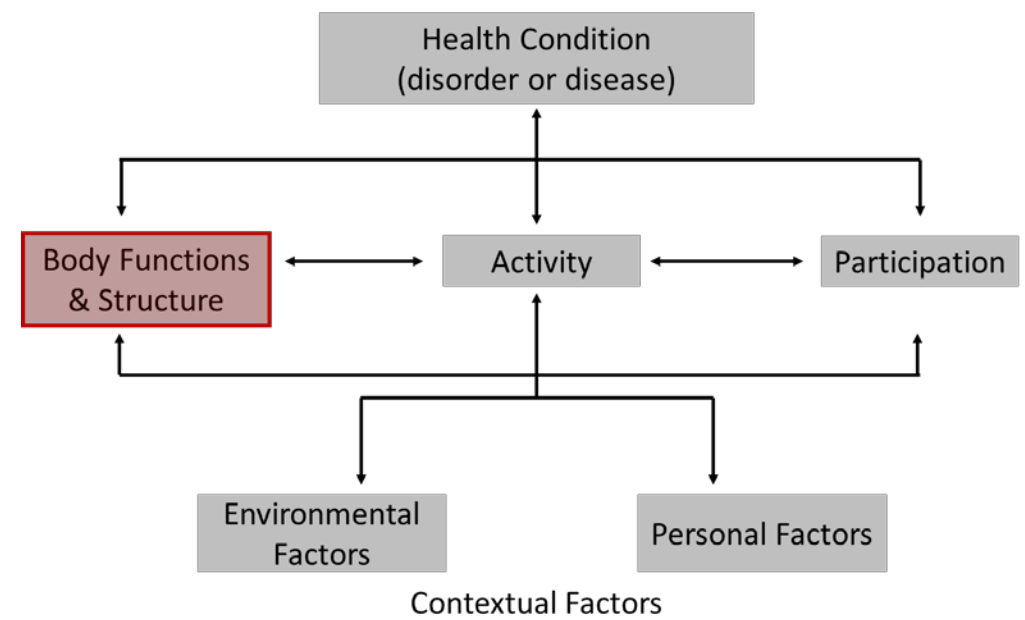 Health Condition
(disorder or disease)
Body Functions
& Structure
Activity
Participation
Environmental
Factors
Personal Factors
Contextual Factors